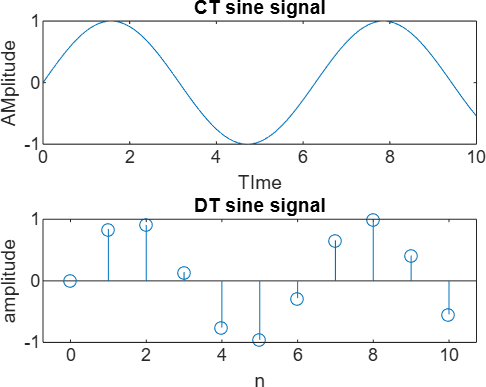 CT sine signal
1
0
-1
AMplitude
0 2 4 6 8 10
TIme
DT sine signal
1
0
-1
amplitude
0 2 4 6 8 10
n